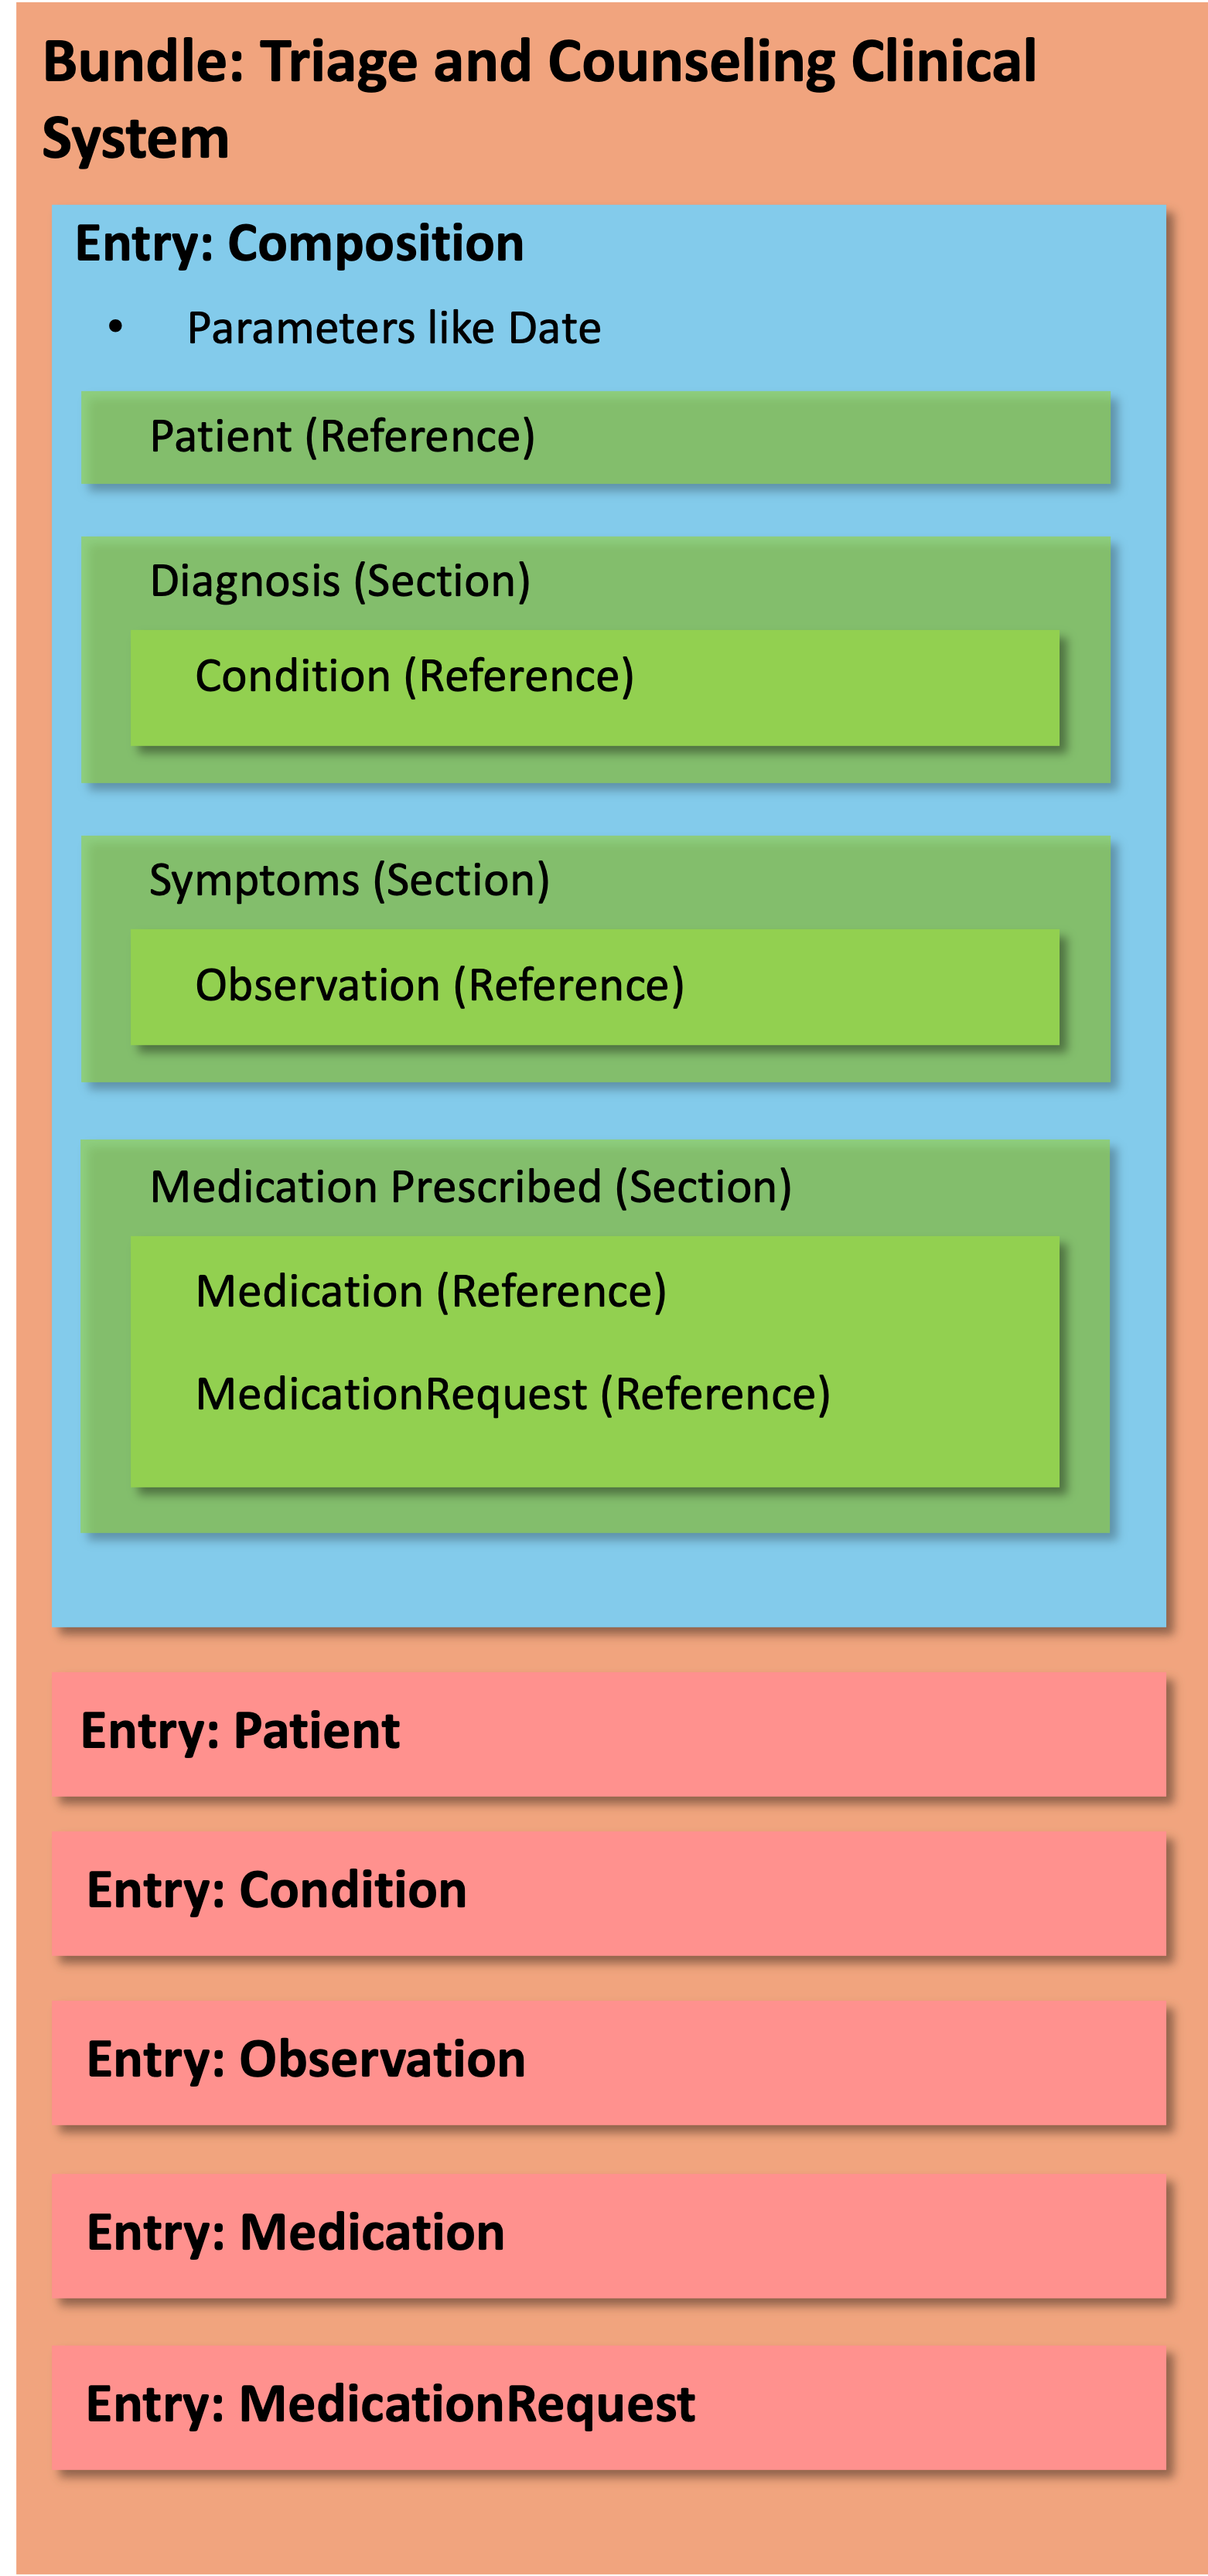 Bundle: Triage and Counseling Clinical
System
Entry: Composition
• Parameters like Date
Patient (Reference)
Diagnosis (Section)
Condition (Reference)
Symptoms (Section)
Observation (Reference)
Medication Prescribed (Section)
Medication (Reference)
MedicationRequest (Reference)
Entry: Patient
Entry: Condition
Entry: Observation
Entry: Medication
Entry: MedicationRequest